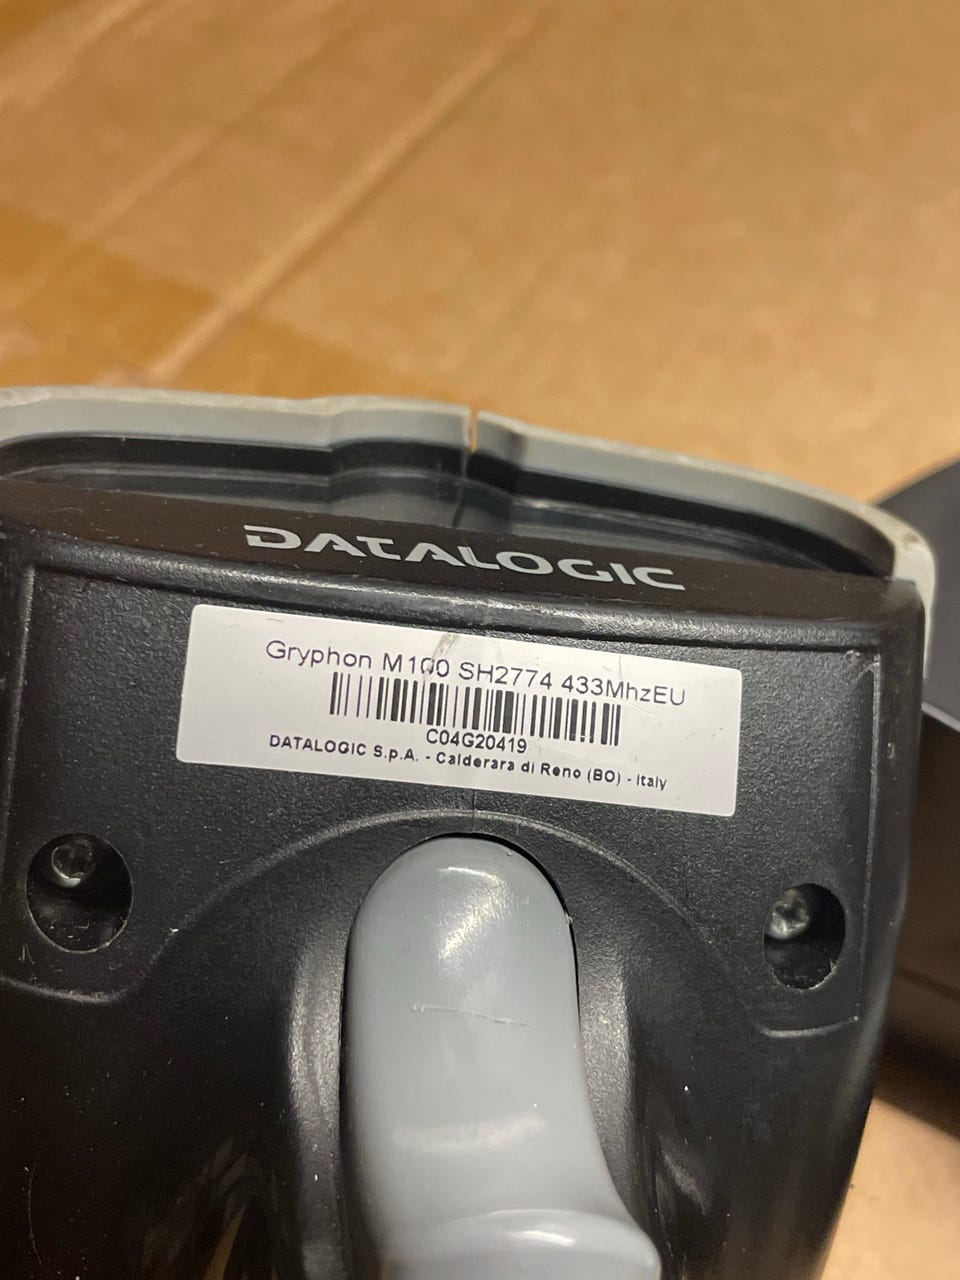 DATALOGIC
Gryphon M100 SH2774 433MhzEU
C04G20419
DATALOGIC S.p.A. - Calderara di Reno (BO) - Italy